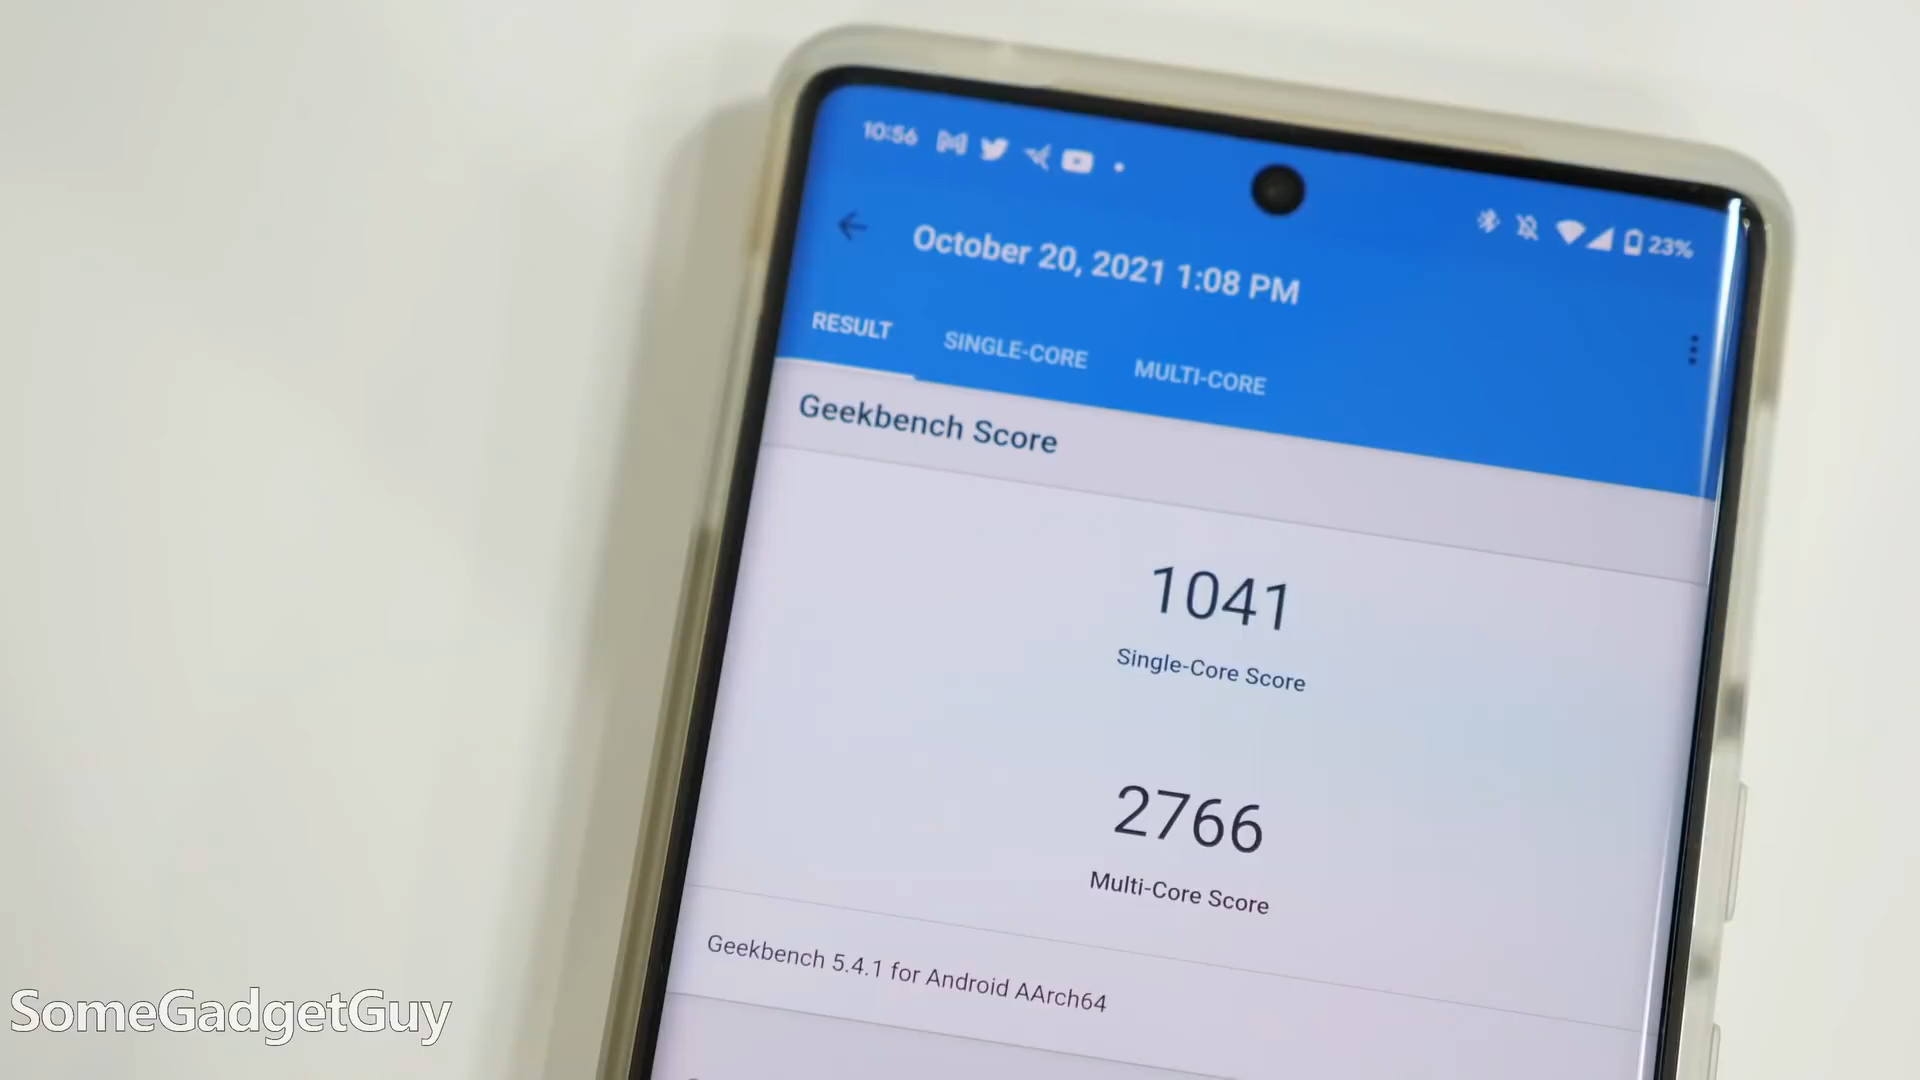 10:56
23%
October 20, 2021 1:08 PM
RESULT SINGLE-CORE MULTI-CORE
Geekbench Score
1041
Single-Core Score
2766
Multi-Core Score
Geekbench 5.4.1 for Android AArch64
SomeGadgetGuy